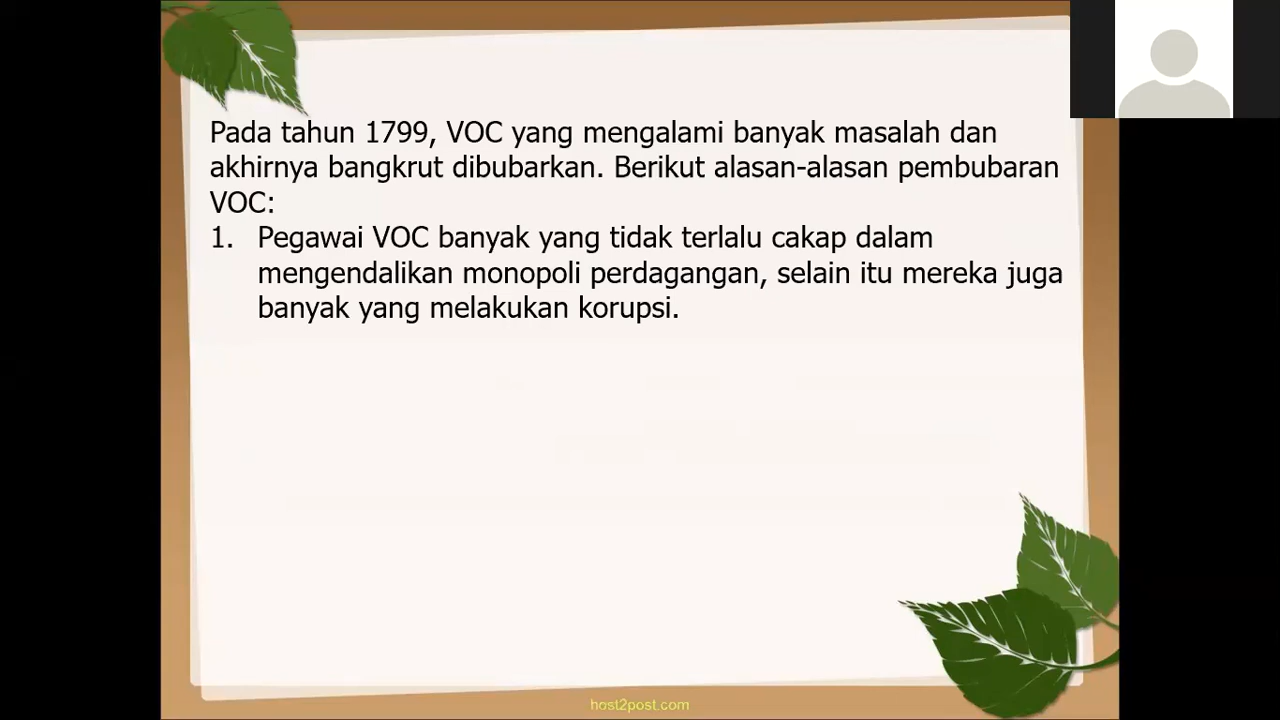 Pada tahun 1799, VOC yang mengalami banyak masalah dan
akhirnya bangkrut dibubarkan. Berikut alasan-alasan pembubaran
VOC:
1. Pegawai VOC banyak yang tidak terlalu cakap dalam
mengendalikan monopoli perdagangan, selain itu mereka juga
banyak yang melakukan korupsi.
host2post.com